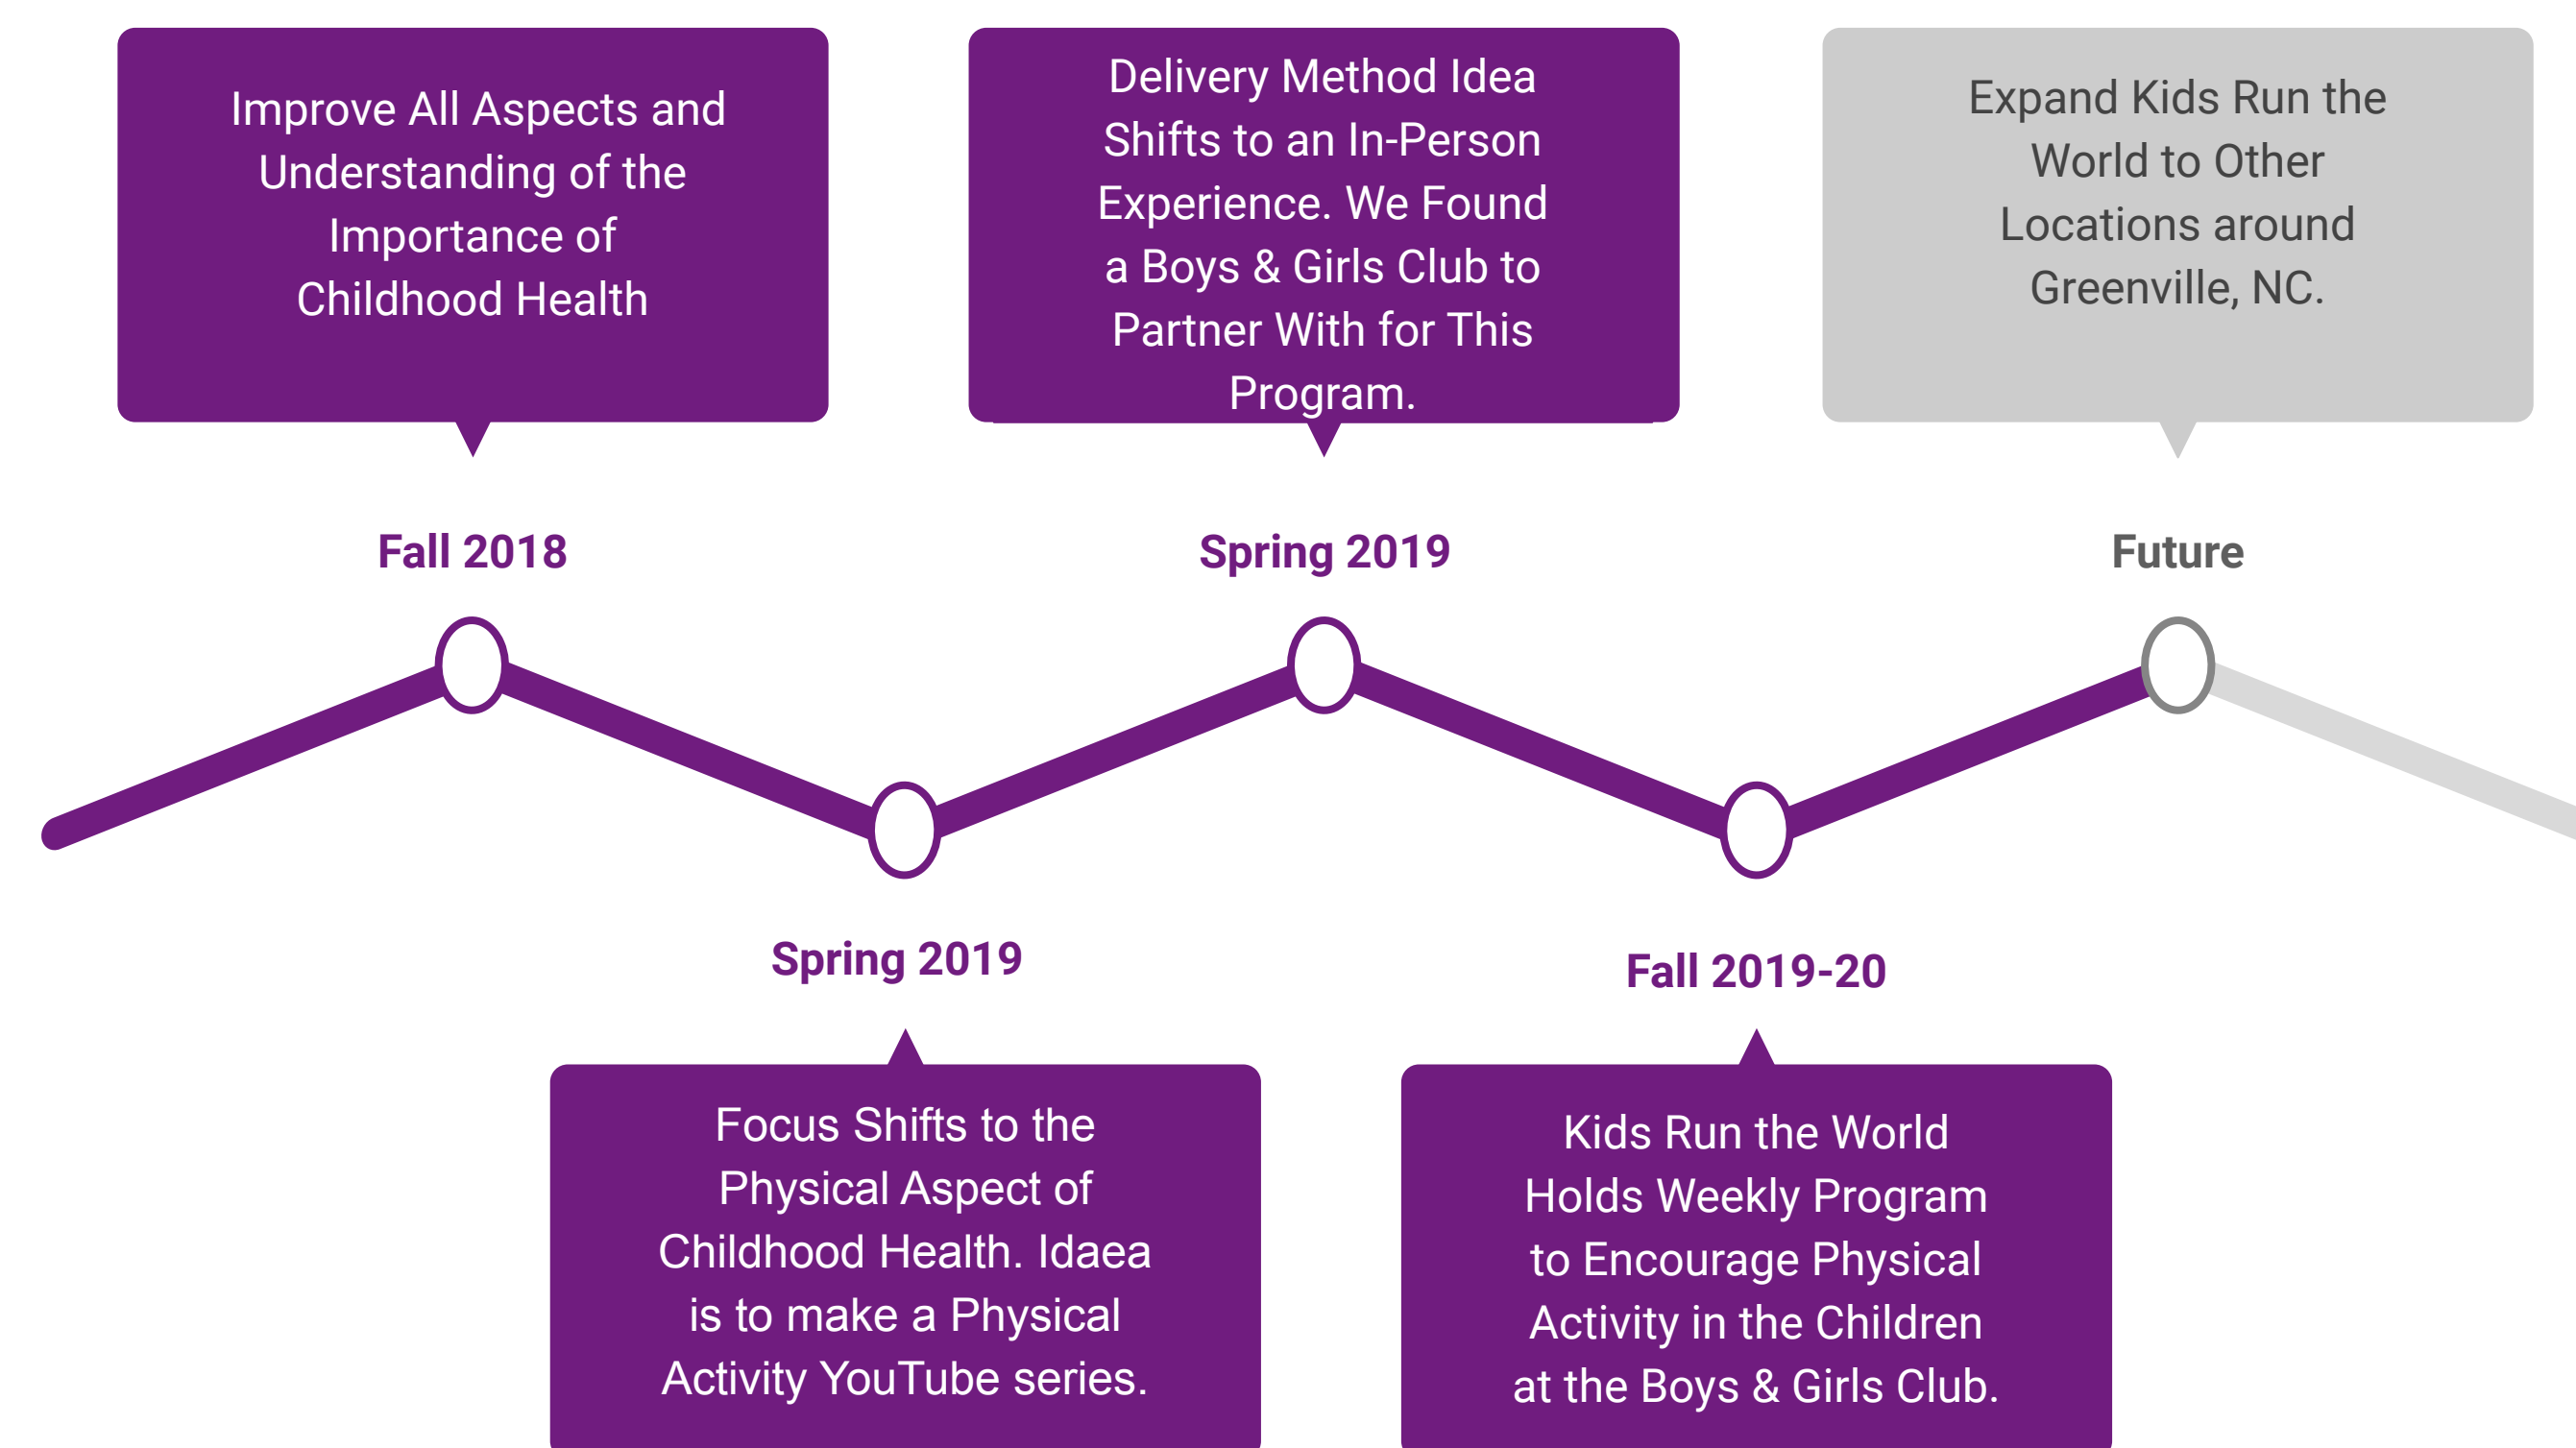 Improve All Aspects and
Understanding of the
Importance of
Childhood Health
Fall 2018
Spring 2019
Focus Shifts to the
Physical Aspect of
Childhood Health. Idaea
is to make a Physical
Activity YouTube series.
Delivery Method Idea
Shifts to an In-Person
Experience. We Found
a Boys & Girls Club to
Partner With for This
Program.
Spring 2019
Fall 2019-20
Kids Run the World
Holds Weekly Program
to Encourage Physical
Activity in the Children
at the Boys & Girls Club.
Expand Kids Run the
World to Other
Locations around
Greenville, NC.
Future